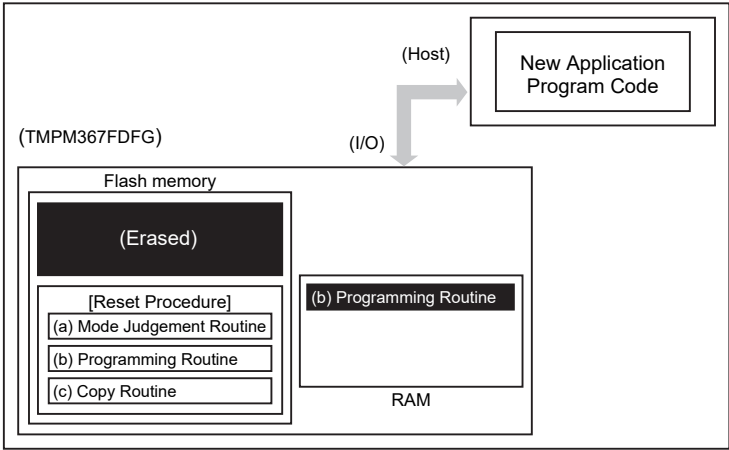 (Host)
New Application
Program Code
(TMPM367FDFG)
(I/O)
Flash memory
(Erased)
[Reset Procedure]
(a) Mode Judgement Routine
(b) Programming Routine
(c) Copy Routine
(b) Programming Routine
RAM